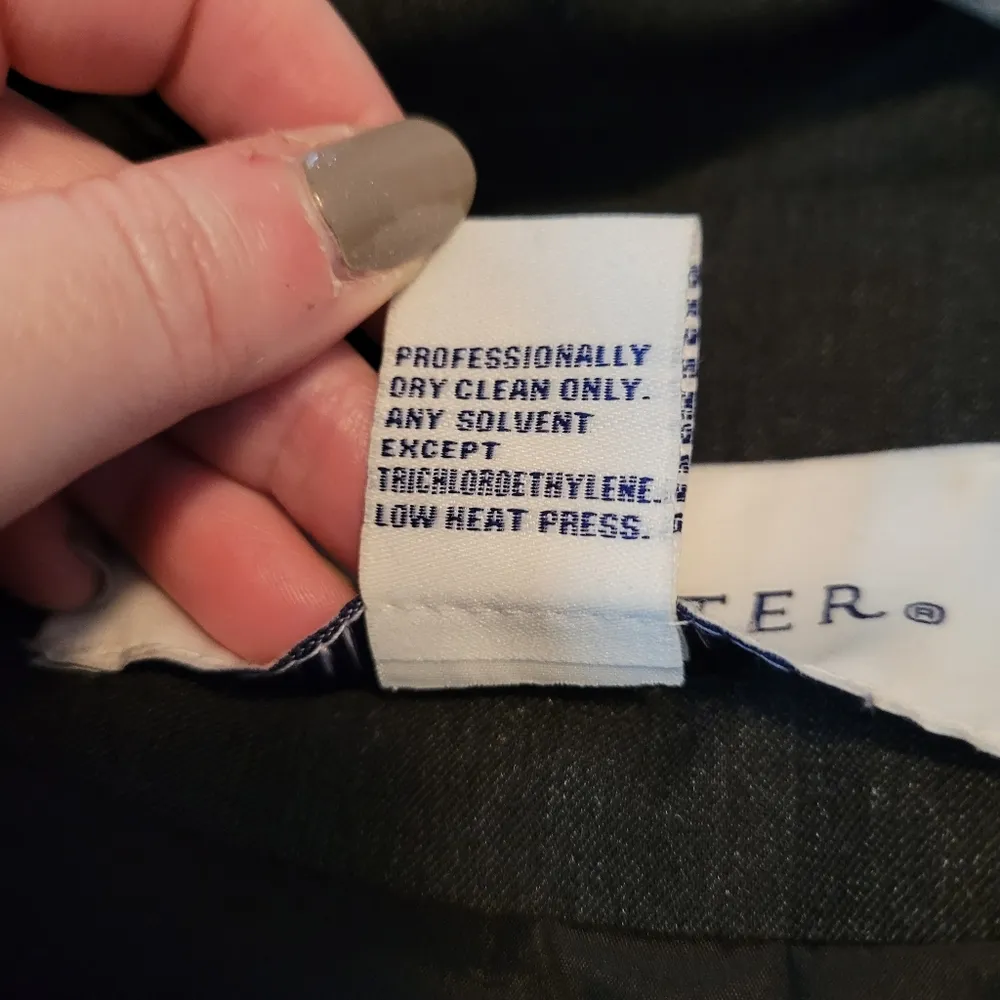 PROFESSIONALLY
DRY CLEAN ONLY.
ANY SOLVENT
EXCEPT
TRICHLOROETHYLENE.
LOW HEAT PRESS.
TER®